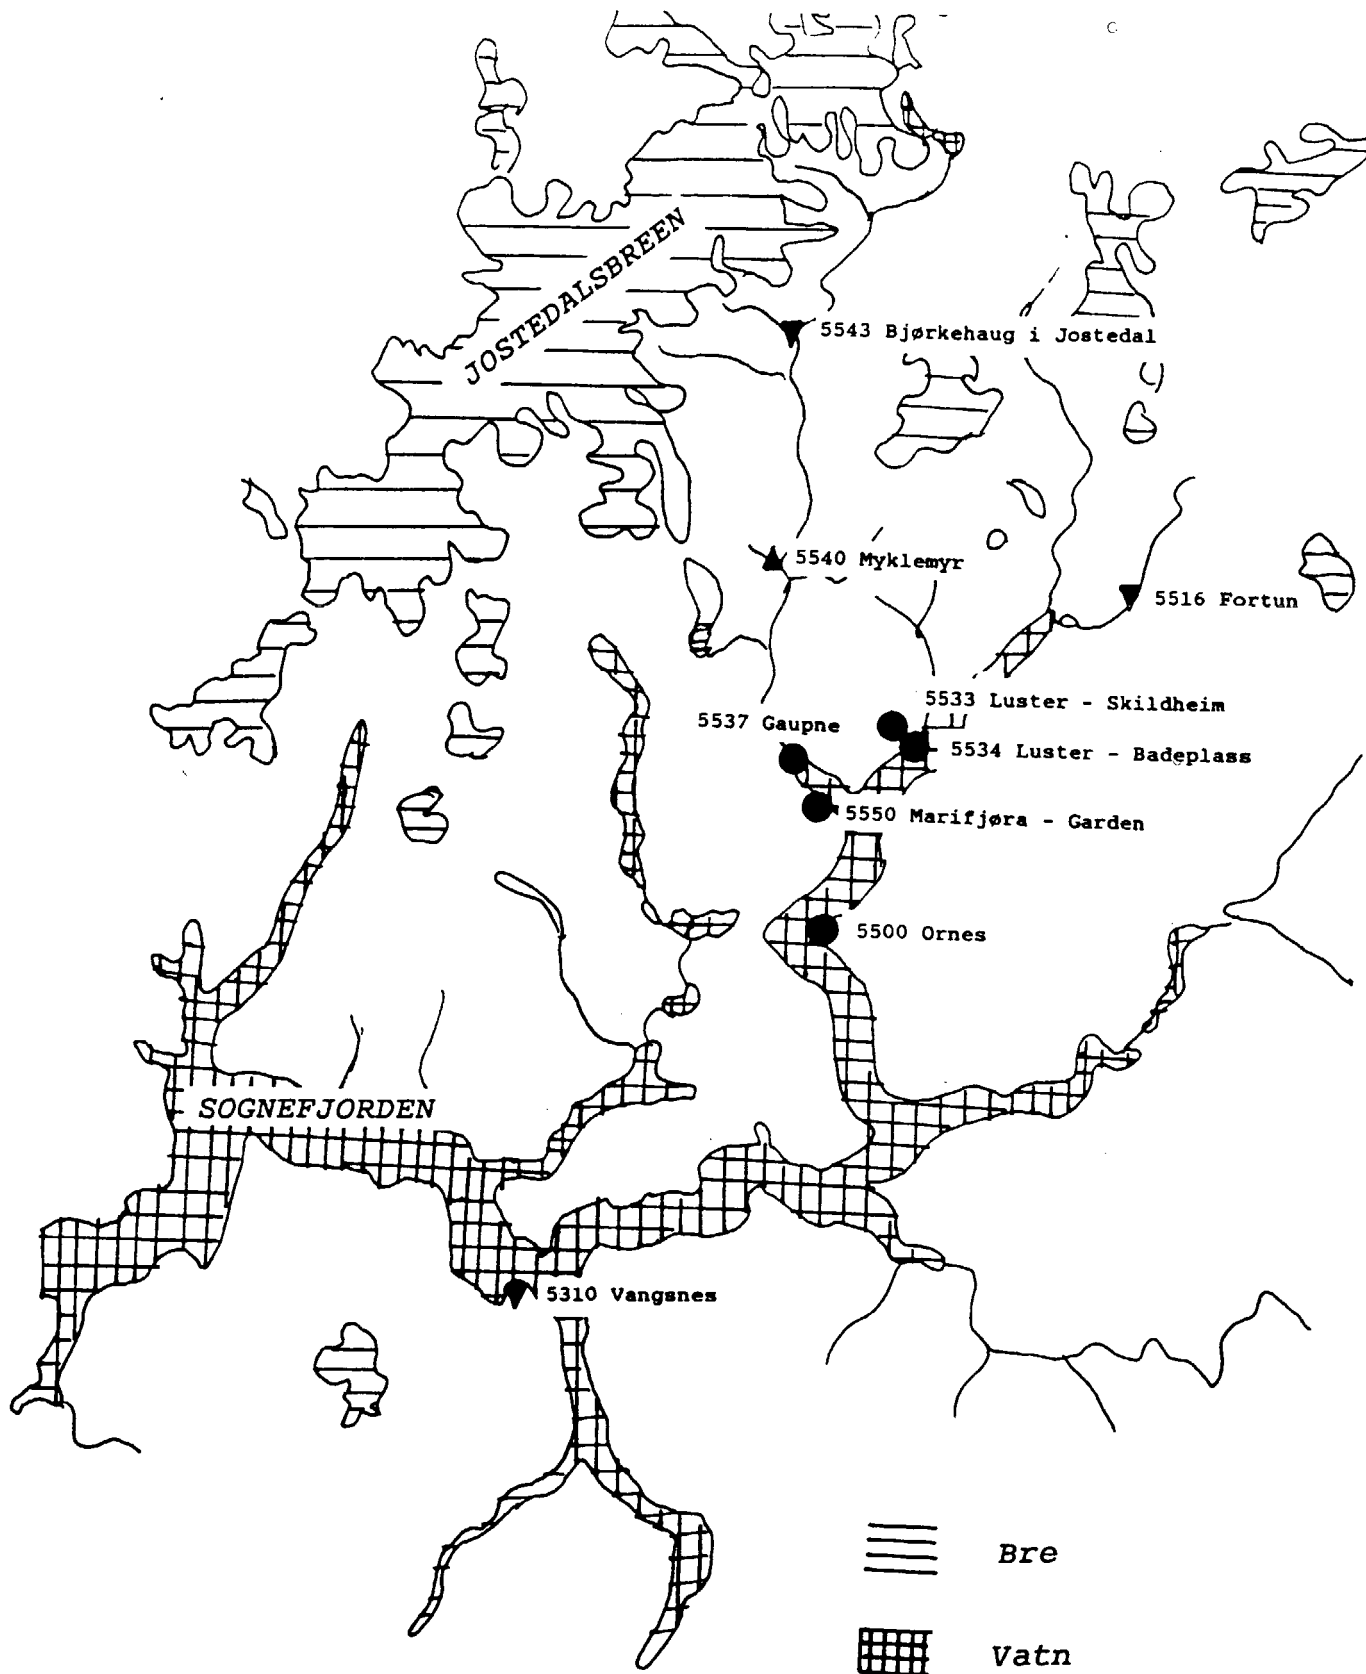 JOSTEDALSBREEN
5543 Bjørkehaug i Jostedal
5540 Myklemyr
5516 Fortun
5533 Luster - Skildheim
5537 Gaupne
5534 Luster - Badeplass
5550 Marifjøra - Garden
5500 Ornes
SOGNEFJORDEN
5310 Vangsnes
Bre
Vatn